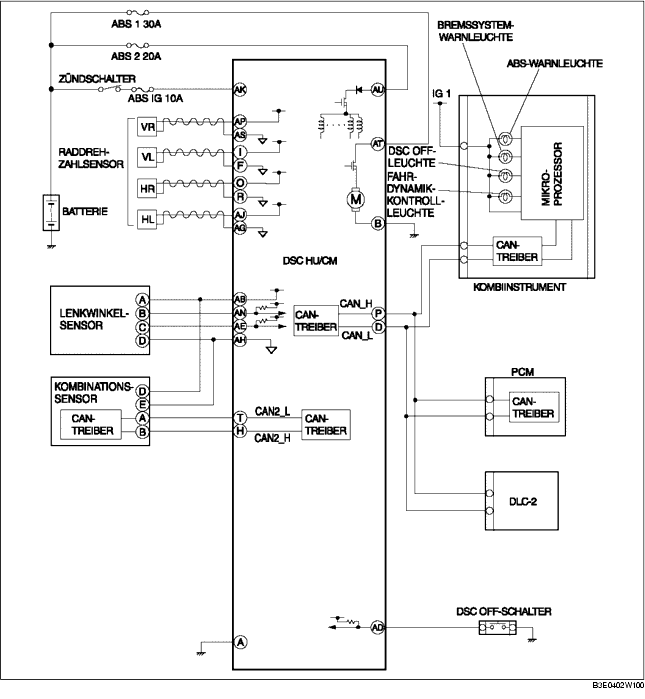 ABS 1 30A
ABS 2 20A
ZÜNDSCHALTER
ABS IG 10A
RADDREH-
ZAHLSENSOR
VR
VL
HR
HL
BATTERIE
AK
AP
AS
I
F
O
R
AJ
AG
AU
AT
M
B
DSC HU/CM
BREMSSYSTEM-
WARNLEUCHTE
ABS-WARNLEUCHTE
IG 1
DSC OFF-
LEUCHTE
FAHR-
DYNAMIK-
KONTROLL-
LEUCHTE
MIKRO-
PROZESSOR
CAN-
TREIBER
KOMBIINSTRUMENT
LENKWINKEL-
SENSOR
A
B
C
D
AB
AN
AE
AH
CAN-
TREIBER
CAN_H
CAN_L
P
D
KOMBINATIONS-
SENSOR
CAN-
TREIBER
D
E
A
B
T
H
CAN2_L
CAN2_H
CAN-
TREIBER
PCM
CAN-
TREIBER
DLC-2
DSC OFF-SCHALTER
AD
A
B3E0402W100